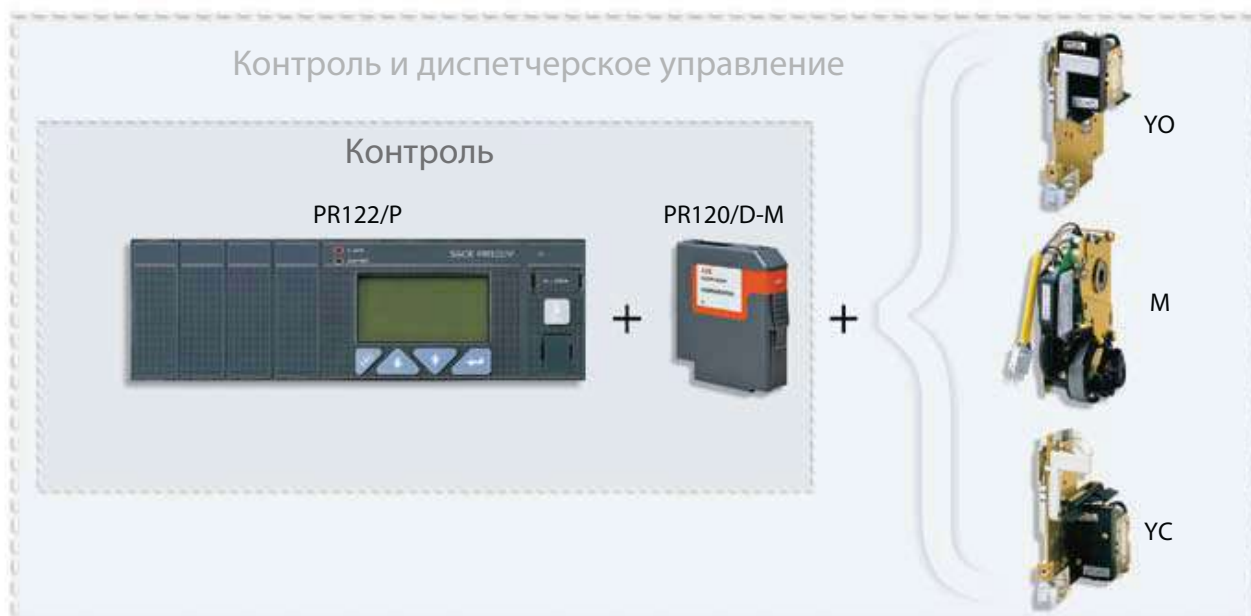 Контроль и диспетчерское управление
Контроль
PR122/P
PR120/D-M
+
+
YO
M
YC